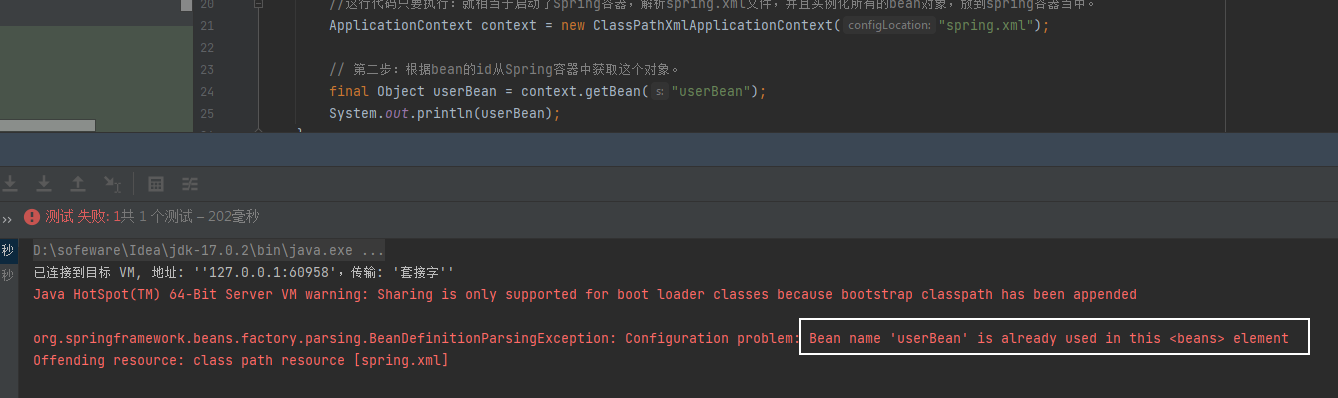 20 //这行代码只要执行：就相当于启动了Spring容器，解析spring.xml文件，并且实例化所有的bean对象，放到spring容器当中。
21 ApplicationContext context = new ClassPathXmlApplicationContext( configLocation: "spring.xml");
22
23 // 第二步：根据bean的id从Spring容器中获取这个对象。
24 final Object userBean = context.getBean( s: "userBean");
25 System.out.println(userBean);
}
›› 测试 失败: 1共 1 个测试 – 202毫秒
秒 D:\sofeware\Idea\jdk-17.0.2\bin\java.exe ...
秒 已连接到目标 VM, 地址: ''127.0.0.1:60958'，传输: '套接字''
Java HotSpot(TM) 64-Bit Server VM warning: Sharing is only supported for boot loader classes because bootstrap classpath has been appended
org.springframework.beans.factory.parsing.BeanDefinitionParsingException: Configuration problem: Bean name 'userBean' is already used in this <beans> element
Offending resource: class path resource [spring.xml]